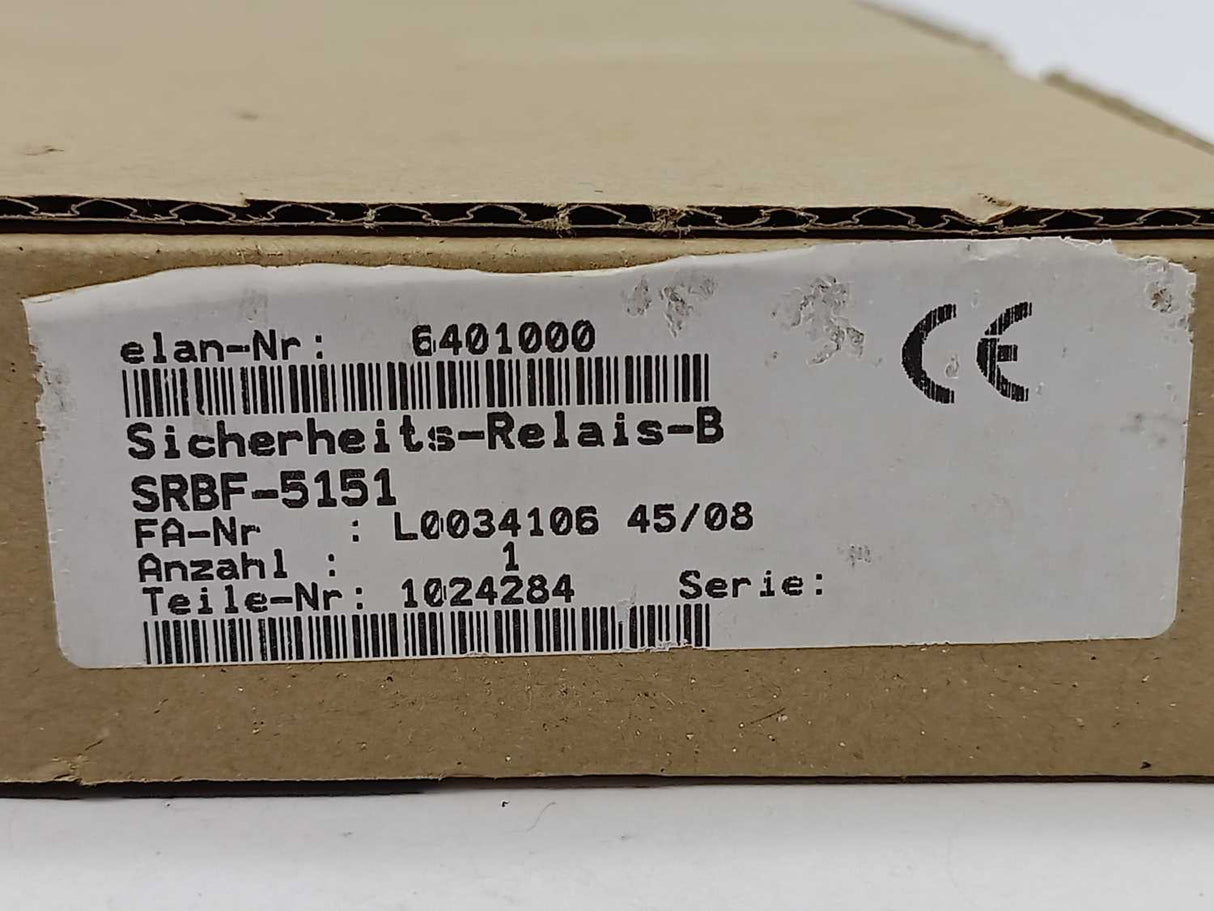 elan-Nr: 6401000
Sicherheits-Relais-B
SRBF-5151
FA-Nr : L0034106 45/08
Anzahl : 1
Teile-Nr: 1024284 Serie:
CE